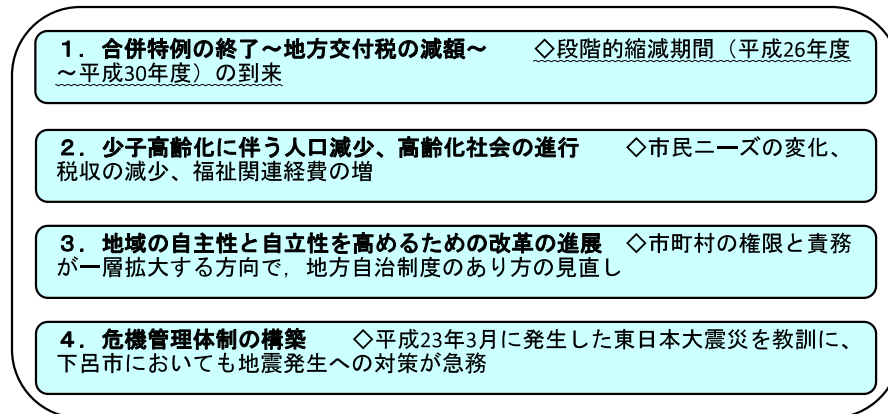 １．合併特例の終了～地方交付税の減額～　　◇段階的縮減期間（平成26年度
～平成30年度）の到来
２．少子高齢化に伴う人口減少、高齢化社会の進行　　◇市民ニーズの変化、
税収の減少、福祉関連経費の増
３．地域の自主性と自立性を高めるための改革の進展　◇市町村の権限と責務
が一層拡大する方向で，地方自治制度のあり方の見直し
４．危機管理体制の構築　　◇平成23年3月に発生した東日本大震災を教訓に、
下呂市においても地震発生への対策が急務